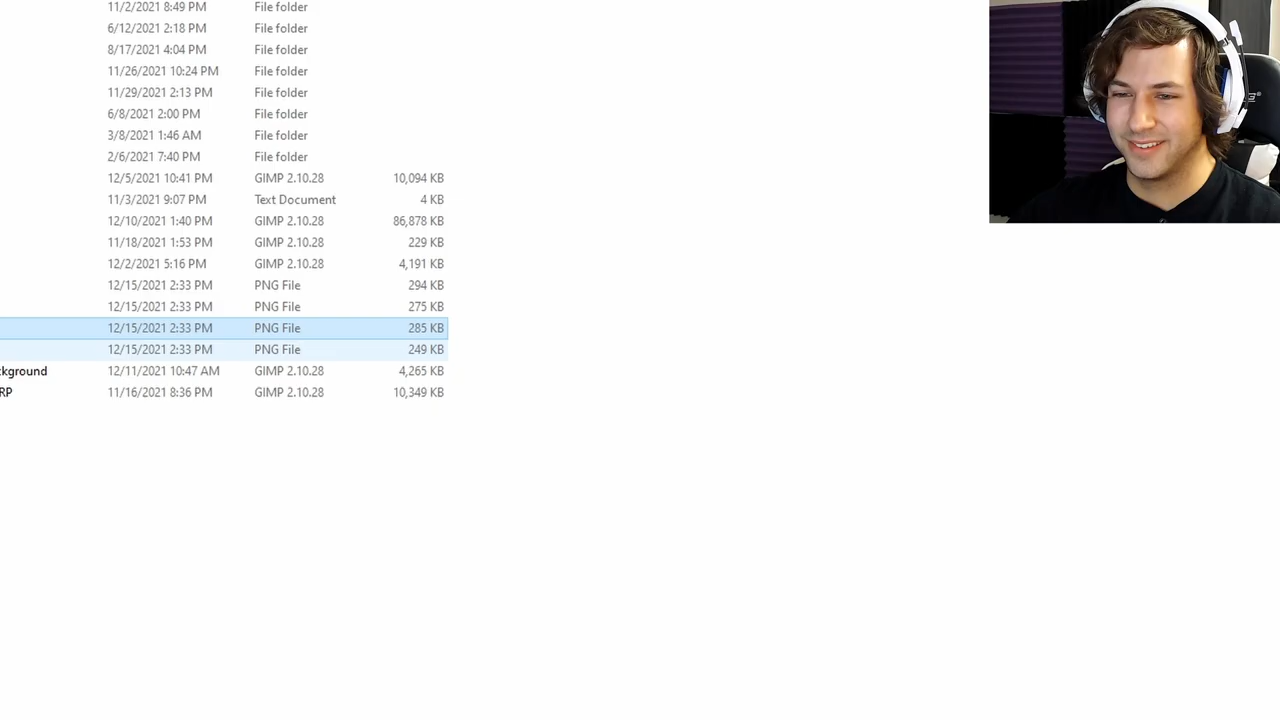 11/2/2021 8:49 PM File folder
6/12/2021 2:18 PM File folder
8/17/2021 4:04 PM File folder
11/26/2021 10:24 PM File folder
11/29/2021 2:13 PM File folder
6/8/2021 2:00 PM File folder
3/8/2021 1:46 AM File folder
2/6/2021 7:40 PM File folder
12/5/2021 10:41 PM GIMP 2.10.28 10,094 KB
11/3/2021 9:07 PM Text Document 4 KB
12/10/2021 1:40 PM GIMP 2.10.28 86,878 KB
11/18/2021 1:53 PM GIMP 2.10.28 229 KB
12/2/2021 5:16 PM GIMP 2.10.28 4,191 KB
12/15/2021 2:33 PM PNG File 294 KB
12/15/2021 2:33 PM PNG File 275 KB
12/15/2021 2:33 PM PNG File 285 KB
12/15/2021 2:33 PM PNG File 249 KB
ckground 12/11/2021 10:47 AM GIMP 2.10.28 4,265 KB
RP 11/16/2021 8:36 PM GIMP 2.10.28 10,349 KB